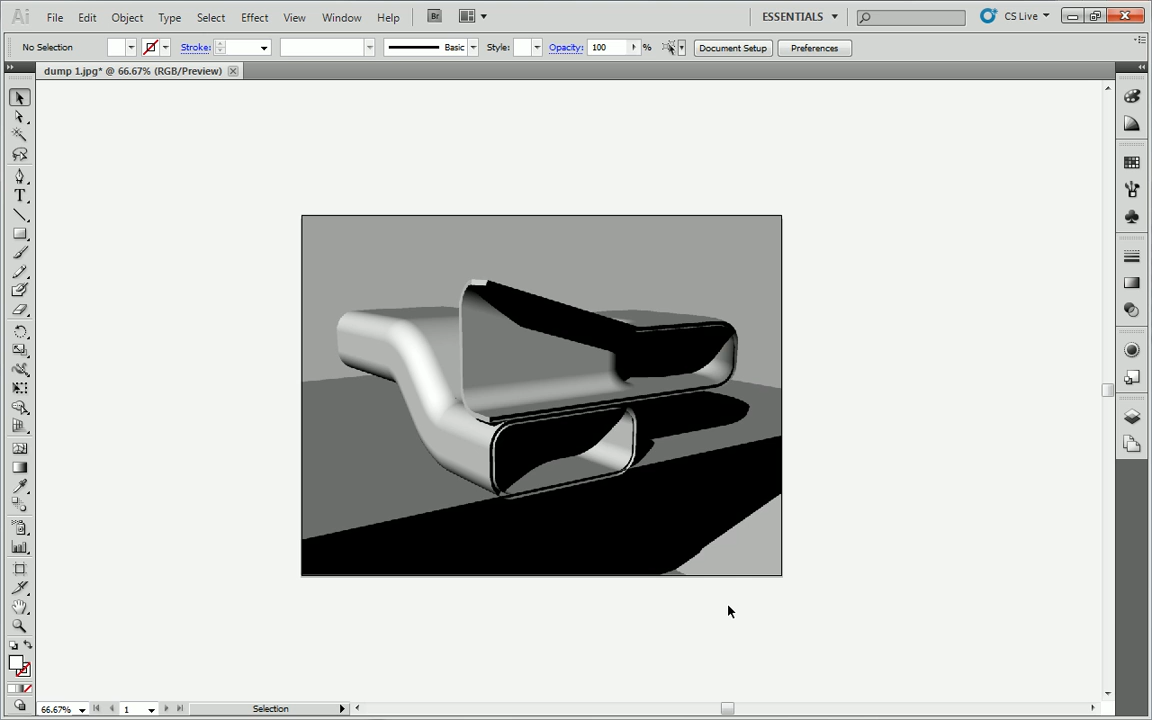 Ai File Edit Object Type Select Effect View Window Help Br ESSENTIALS CS Live
No Selection Stroke: Basic Style: Opacity: 100 % Document Setup Preferences
dump 1.jpg* @ 66.67% (RGB/Preview)
T
66.67% 1 Selection